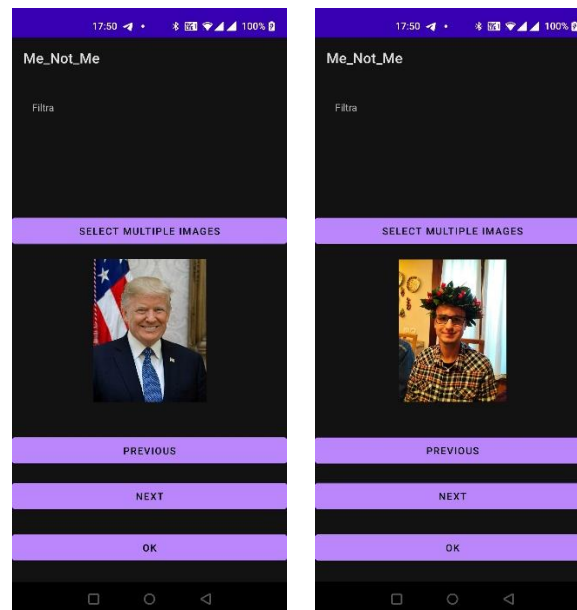 17:50 100%
Me_Not_Me
Filtra
SELECT MULTIPLE IMAGES
PREVIOUS
NEXT
OK
17:50 100%
Me_Not_Me
Filtra
SELECT MULTIPLE IMAGES
PREVIOUS
NEXT
OK